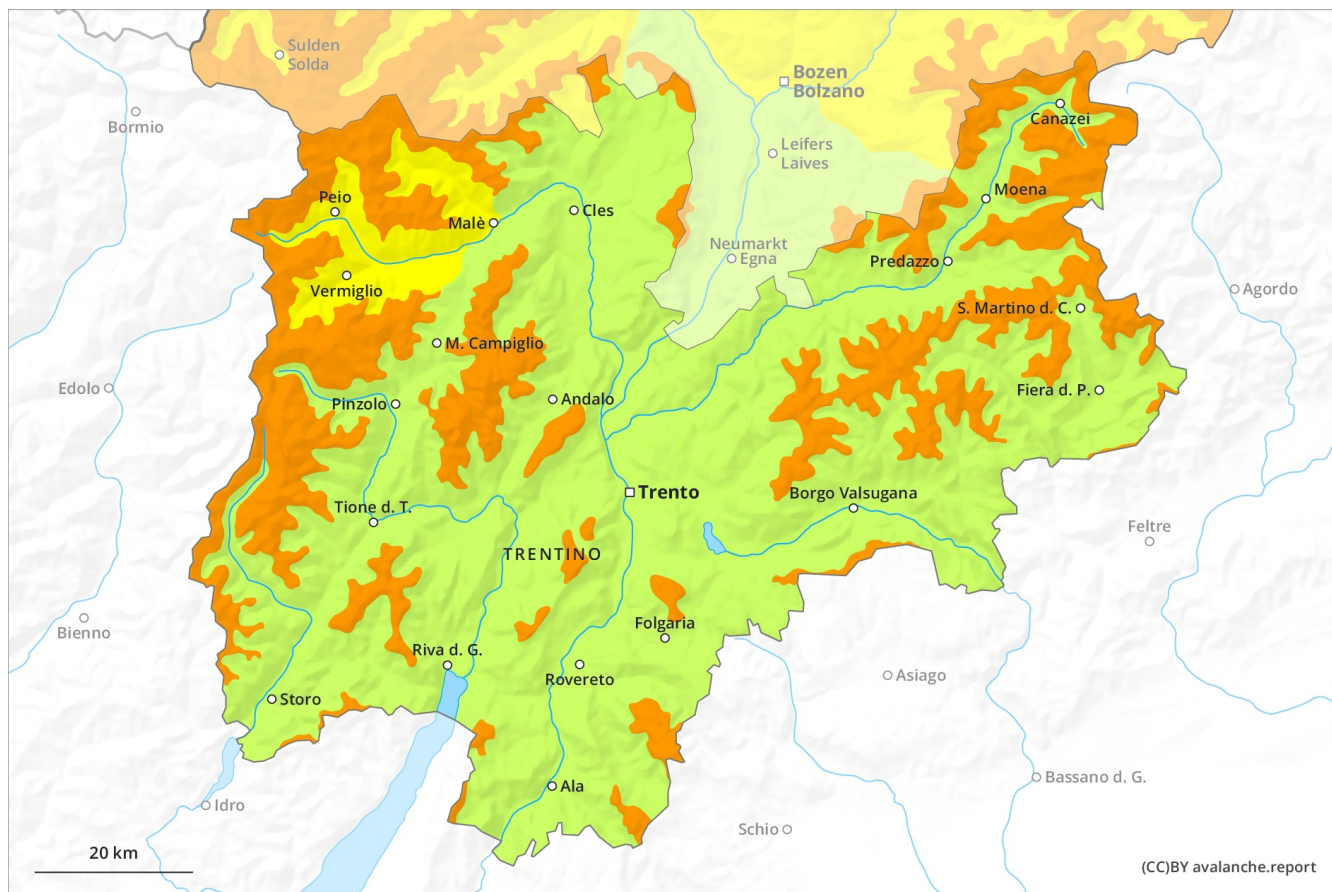 Sulden
Solda
Bozen
Bolzano
Bormio
Canazei
Leifers
Laives
Moena
Peio
Malè
Cles
Neumarkt
Egna
Predazzo
Vermiglio
Agordo
S. Martino d. C.
M. Campiglio
Edolo
Fiera d. P.
Pinzolo
Andalo
Trento
Borgo Valsugana
Tione d. T.
Feltre
TRENTINO
Bienno
Folgaria
Riva d. G.
Asiago
Rovereto
Storo
Bassano d. G.
Ala
Idro
Schio
20 km
(CC)BY avalanche.report